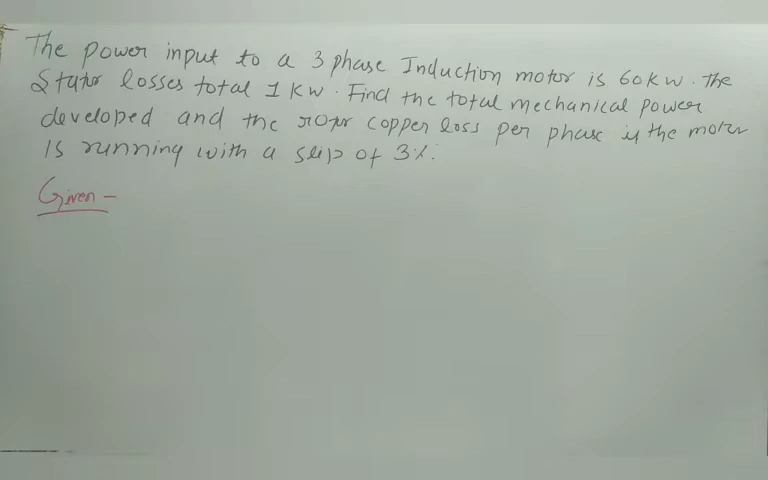 The power input to a 3 phase Induction motor is 60kw. The
Stator losses total 1 kw. Find the total mechanical power
developed and the rotor copper loss per phase if the motor
is running with a slip of 3%.
Given -